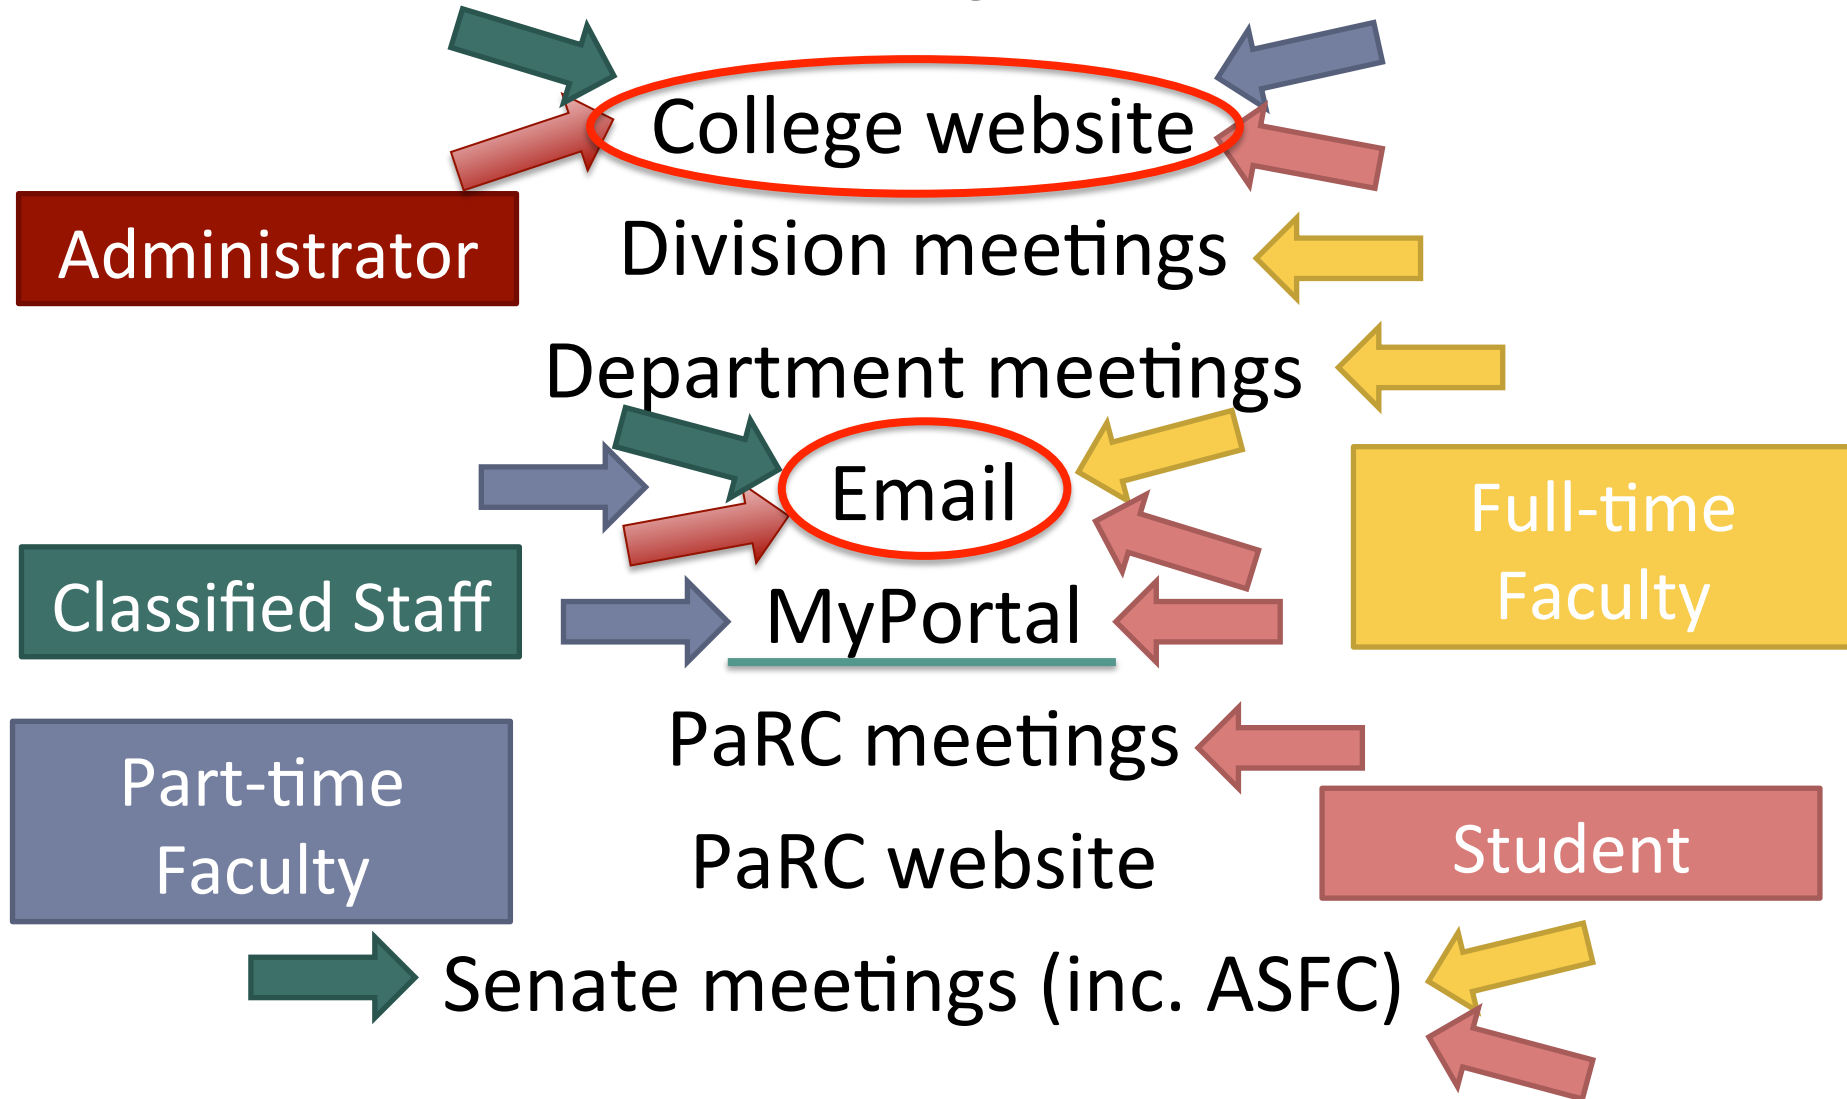 College website
Administrator
Division meetings
Department meetings
Email
Full-time
Faculty
Classified Staff
MyPortal
PaRC meetings
Part-time
Faculty
PaRC website
Student
Senate meetings (inc. ASFC)